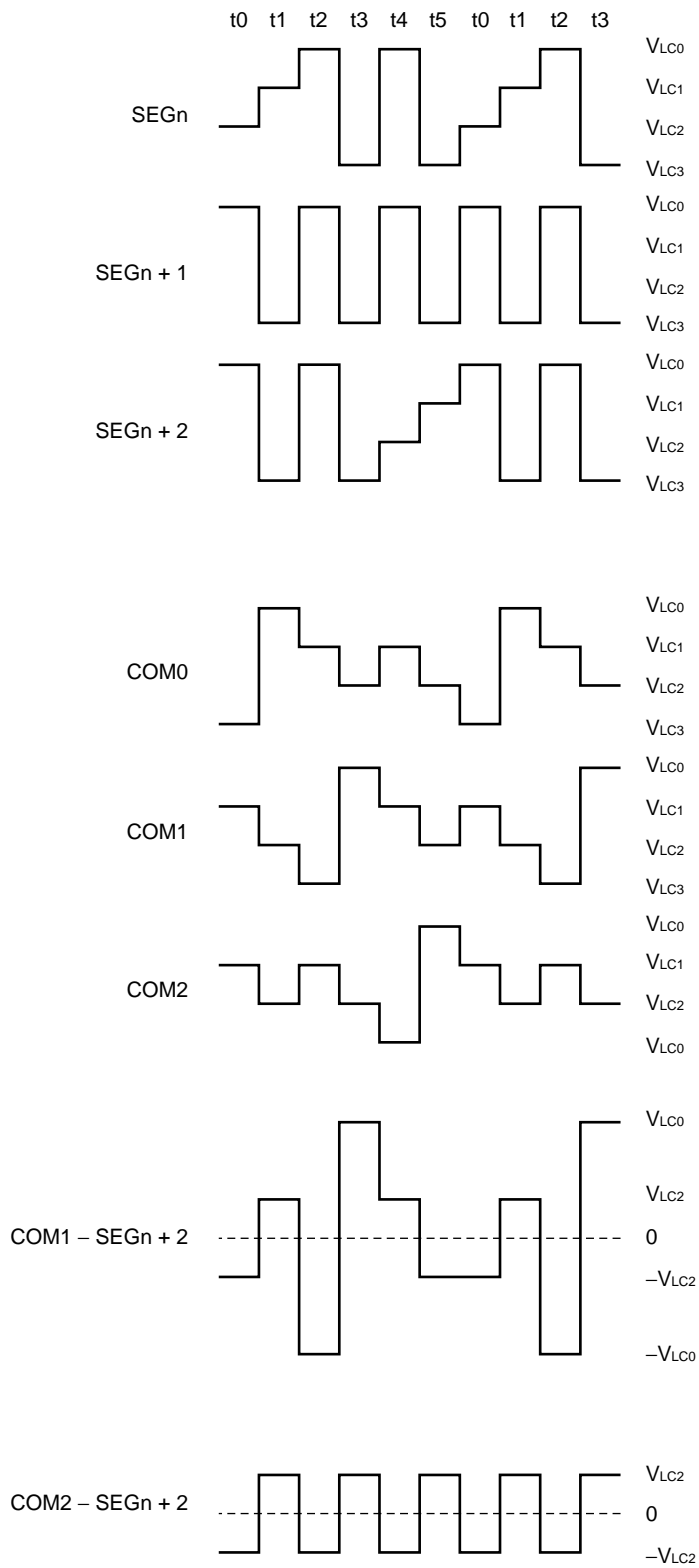 t0 t1 t2 t3 t4 t5 t0 t1 t2 t3
VLC0
VLC1
SEGn
VLC2
VLC3
VLC0
VLC1
SEGn + 1
VLC2
VLC3
VLC0
VLC1
SEGn + 2
VLC2
VLC3
VLC0
VLC1
COM0
VLC2
VLC3
VLC0
VLC1
COM1
VLC2
VLC3
VLC0
VLC1
COM2
VLC2
VLC0
VLC0
VLC2
COM1 – SEGn + 2
0
–VLC2
–VLC0
VLC2
COM2 – SEGn + 2
0
–VLC2